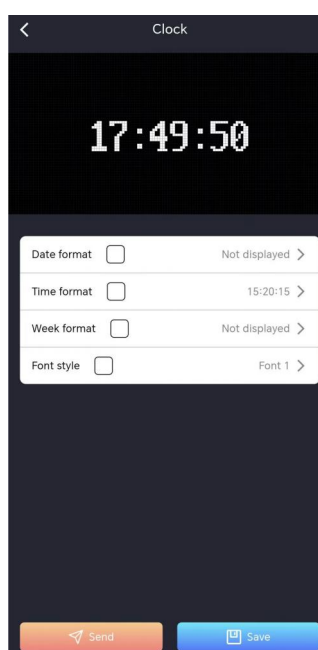 Clock
17:49:50
Date format Not displayed
Time format 15:20:15
Week format Not displayed
Font style Font 1
Send Save